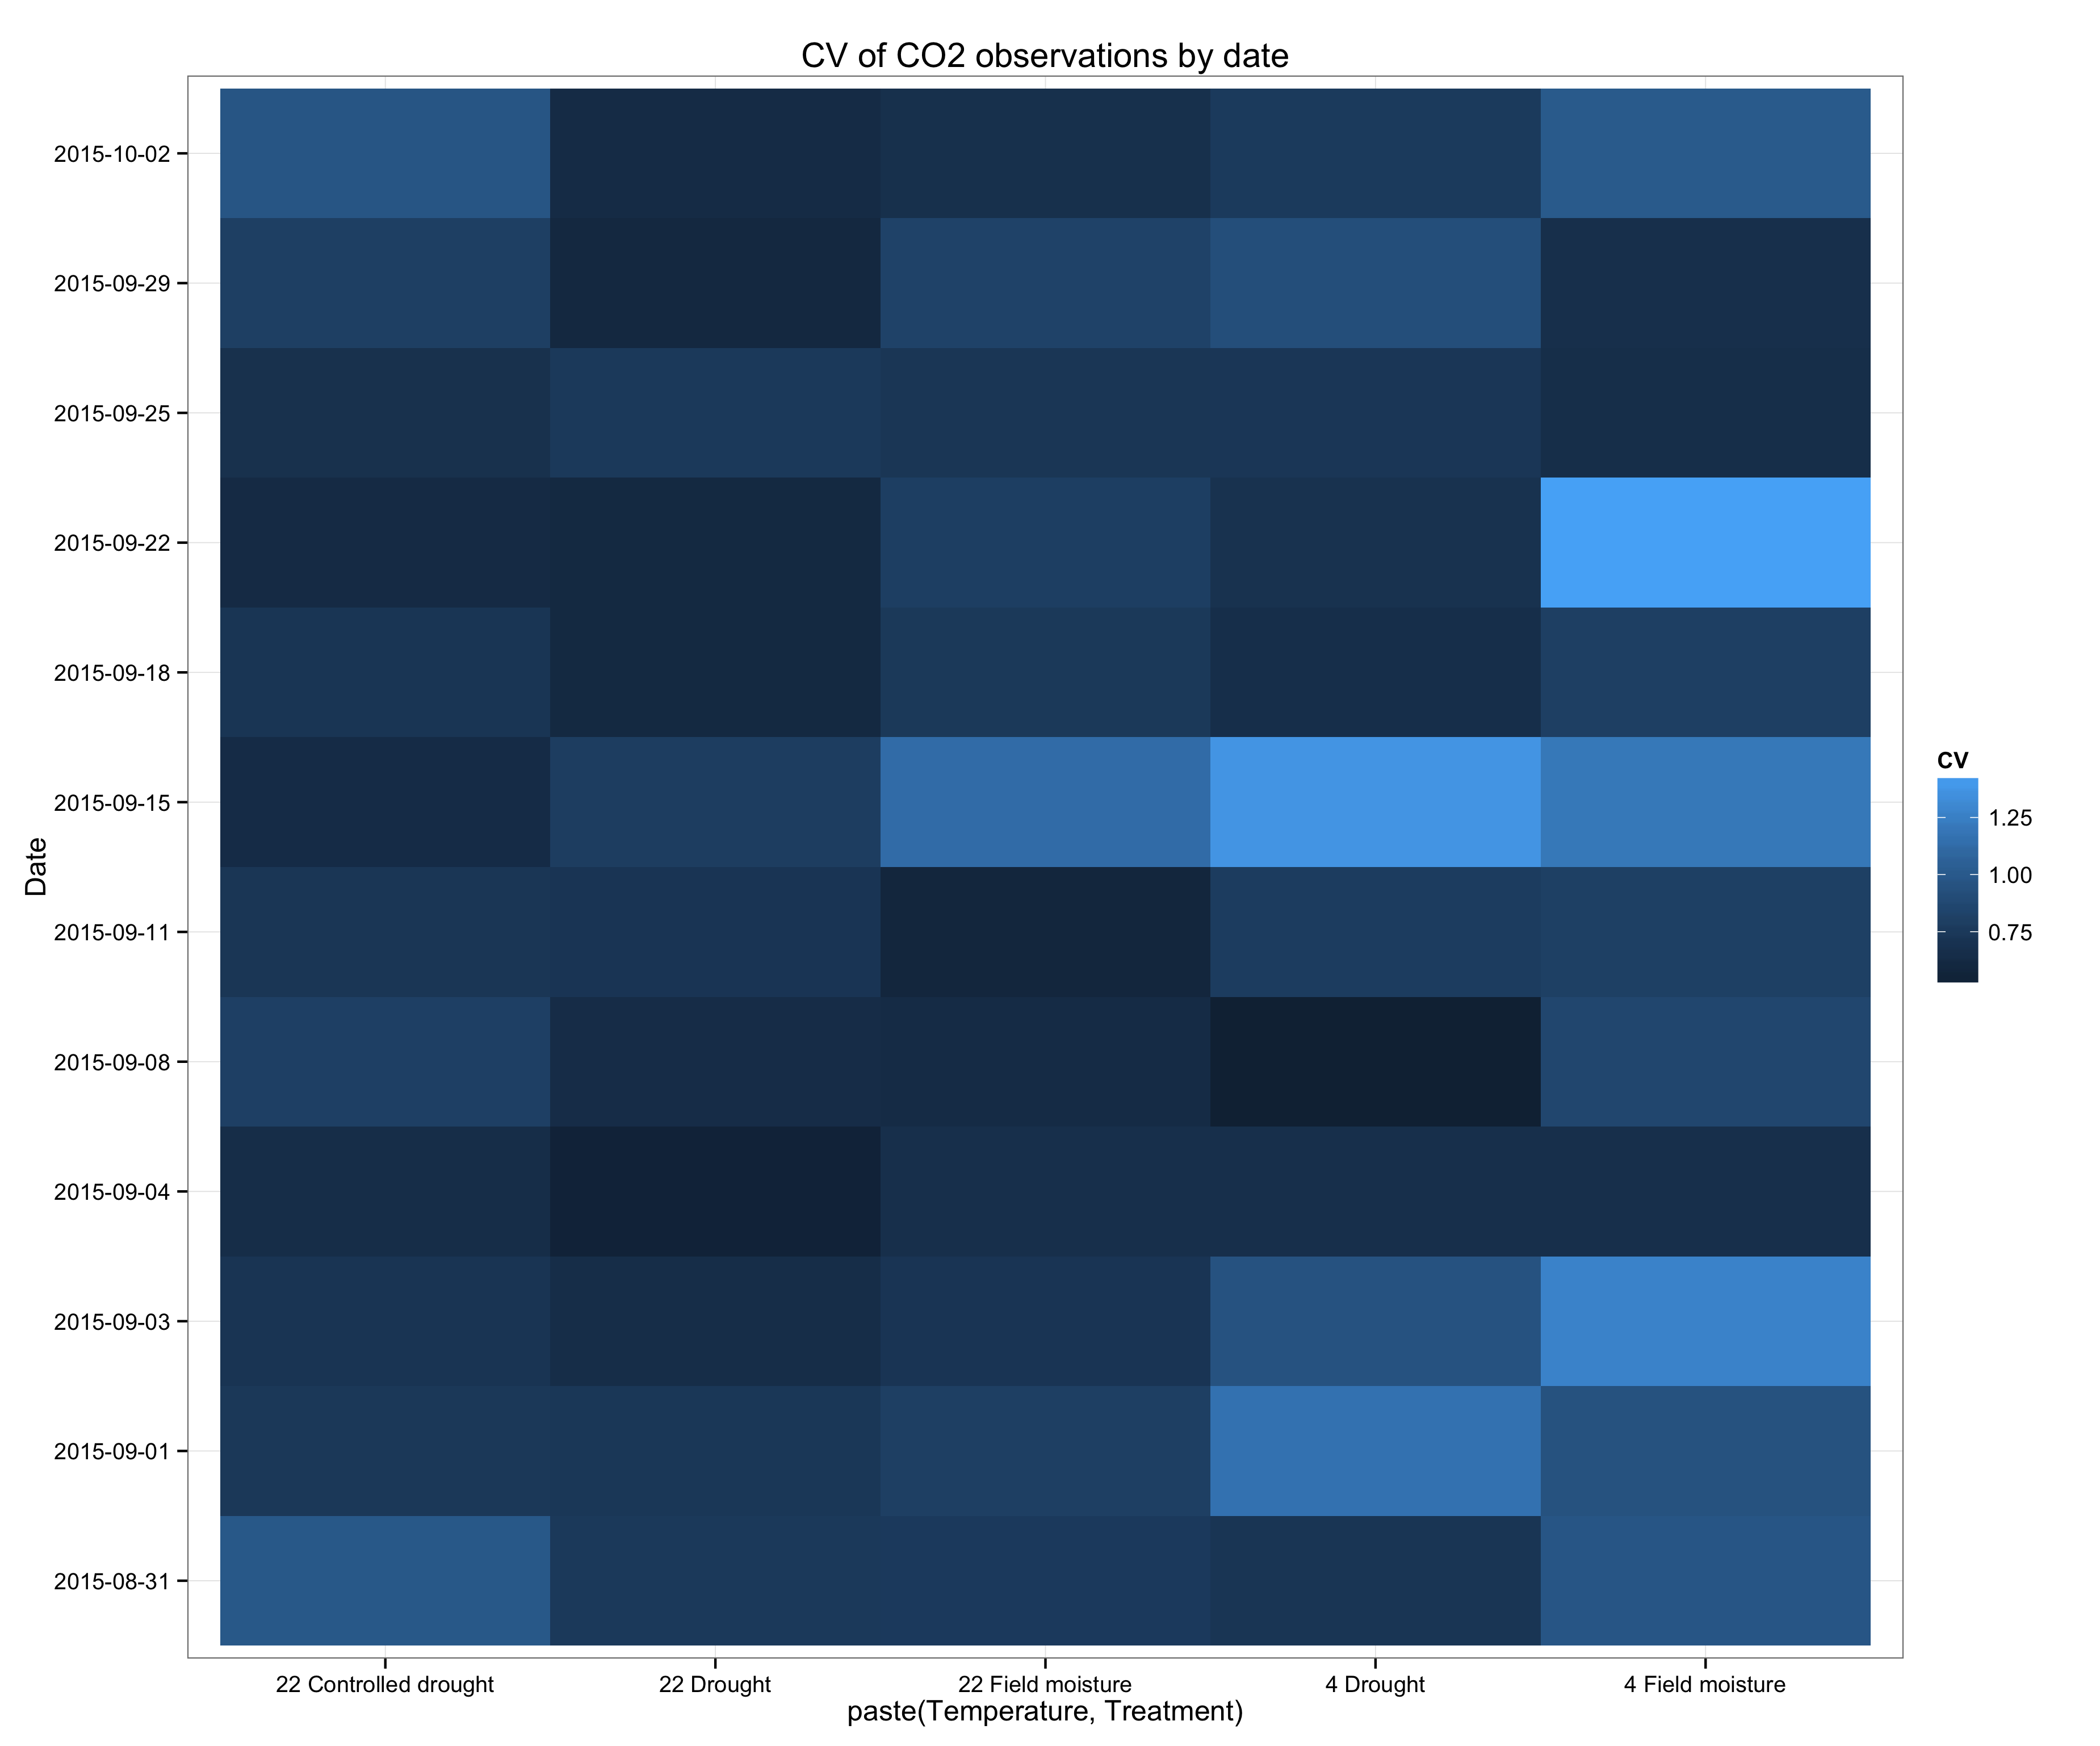 CV of CO2 observations by date
2015-10-02
2015-09-29
2015-09-25
2015-09-22
2015-09-18
2015-09-15
2015-09-11
2015-09-08
2015-09-04
2015-09-03
2015-09-01
2015-08-31
Date
22 Controlled drought
22 Drought
22 Field moisture
4 Drought
4 Field moisture
paste(Temperature, Treatment)
CV
1.25
1.00
0.75